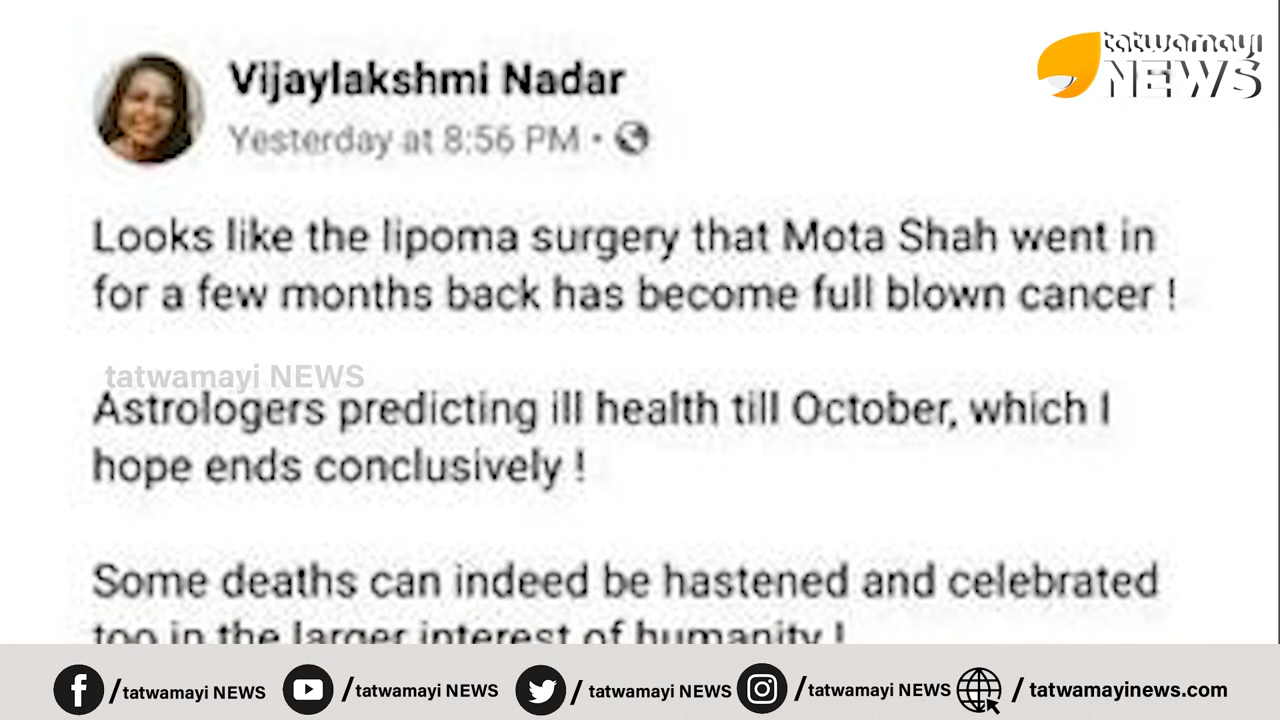 tatwamayi
NEWS
Vijaylakshmi Nadar
Yesterday at 8:56 PM ·
Looks like the lipoma surgery that Mota Shah went in
for a few months back has become full blown cancer !
tatwamayi NEWS
Astrologers predicting ill health till October, which I
hope ends conclusively !
Some deaths can indeed be hastened and celebrated
too in the larger interest of humanity !
/tatwamayi NEWS /tatwamayi NEWS / tatwamayi NEWS /tatwamayi NEWS / tatwamayinews.com